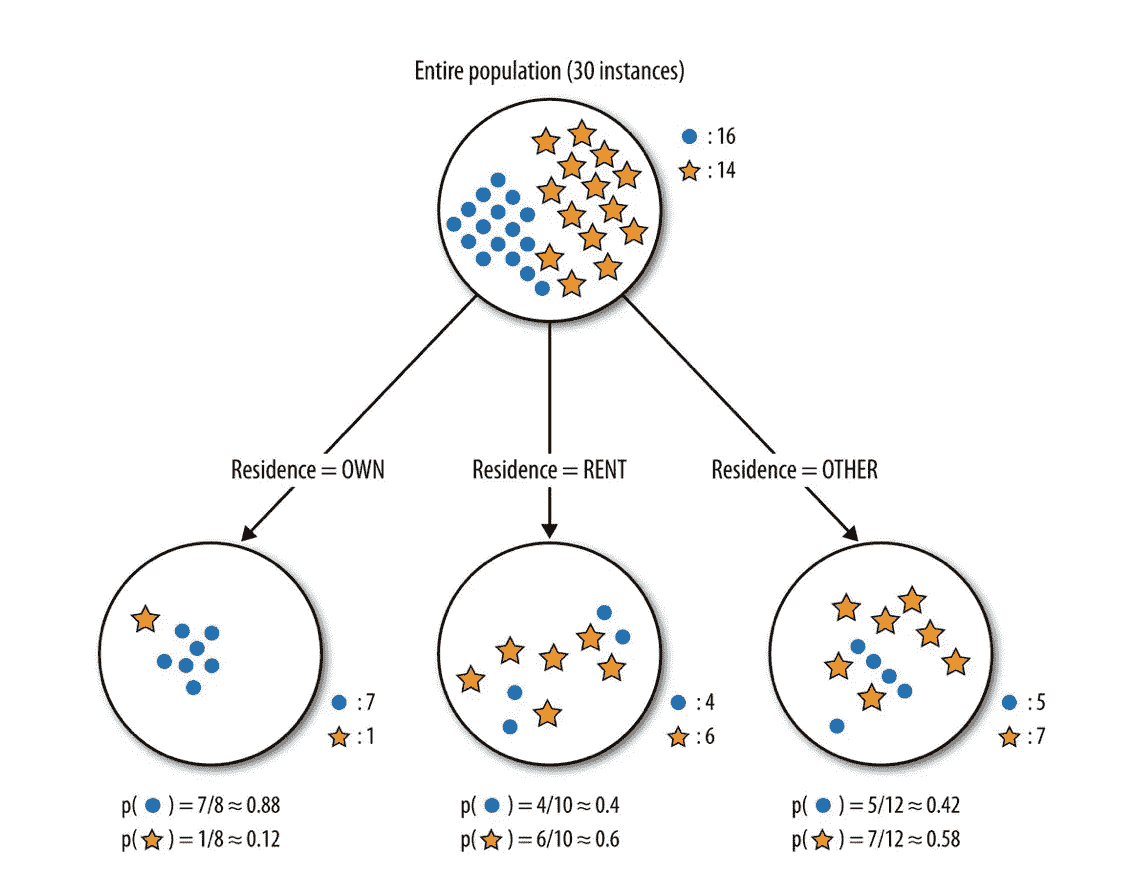 Entire population (30 instances)
: 16
: 14
Residence = OWN
Residence = RENT
Residence = OTHER
: 7
: 1
: 4
: 6
: 5
: 7
p( ) = 7/8 ≈ 0.88
p( ) = 1/8 ≈ 0.12
p( ) = 4/10 ≈ 0.4
p( ) = 6/10 ≈ 0.6
p( ) = 5/12 ≈ 0.42
p( ) = 7/12 ≈ 0.58